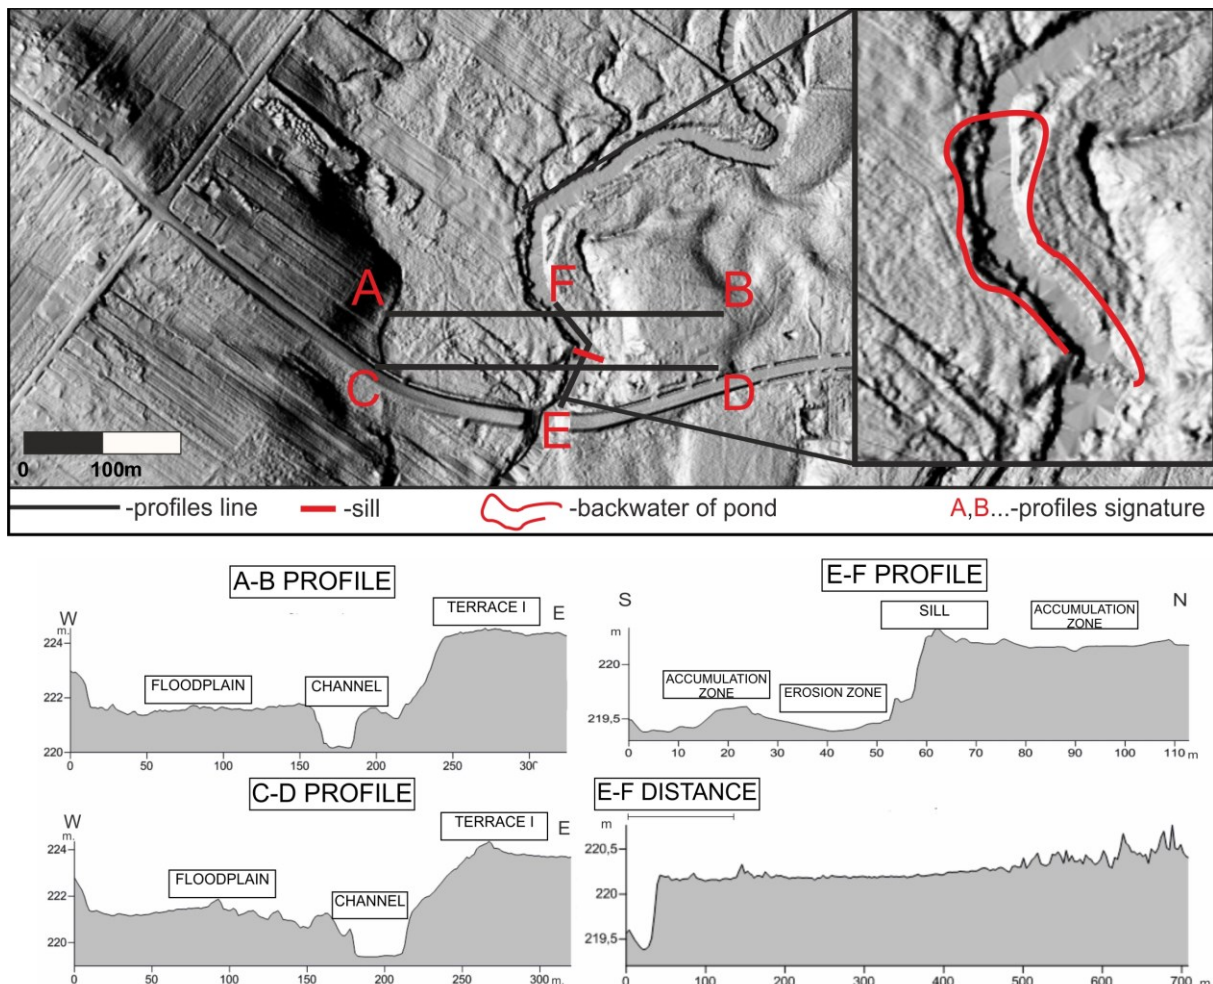 A
F
B
C
E
D
0
100m
-profiles line
-sill
-backwater of pond
A,B...-profiles signature
A-B PROFILE
W
m.
E
TERRACE I
FLOODPLAIN
CHANNEL
224
222
220
0
50
100
150
200
250
E-F PROFILE
S
N
m
SILL
ACCUMULATION
ZONE
ACCUMULATION
ZONE
EROSION ZONE
220
219,5
0
10
20
30
40
50
60
70
80
90
100
110 m
C-D PROFILE
W
m.
E
TERRACE I
FLOODPLAIN
CHANNEL
224
222
220
0
50
100
150
200
250
300 m.
E-F DISTANCE
m
220,5
220
219,5
0
100
200
300
400
500
600
700
m